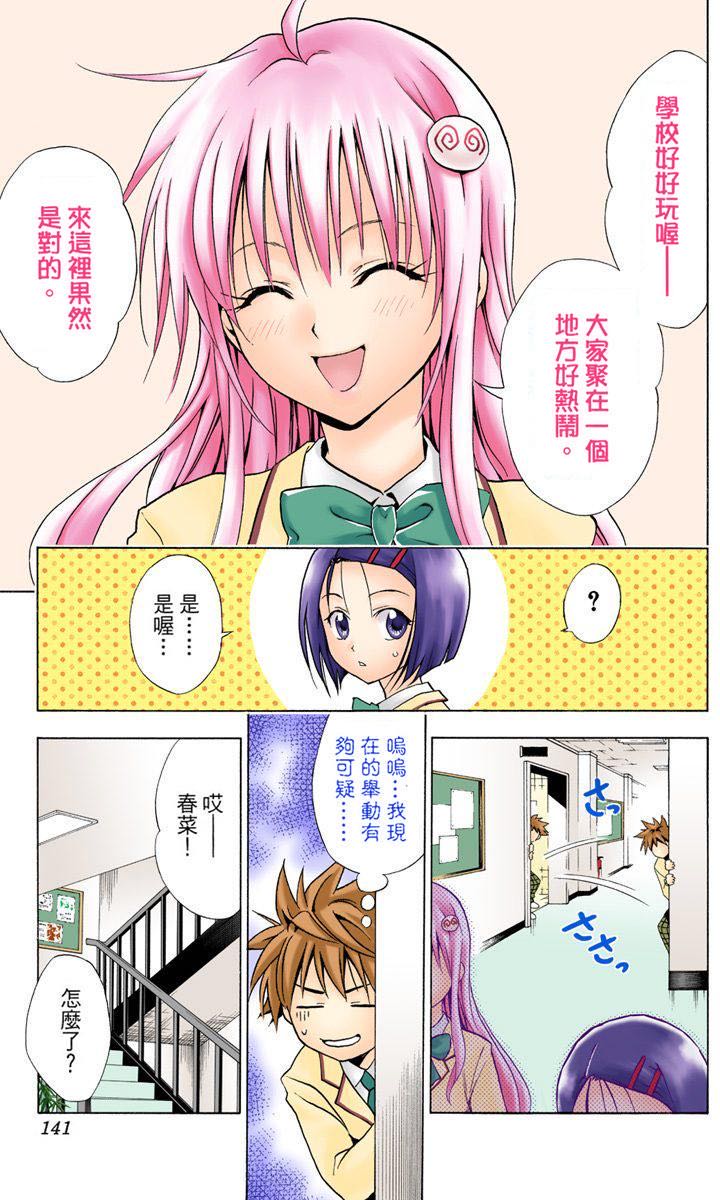 學校好好玩喔——
大家聚在一個
地方好熱鬧。
來這裡果然
是對的。
？
是……
是喔…
さっ
ささっ
嗚嗚…我現
在的舉動有
夠可疑……
哎——
春菜！
怎麼了？
141